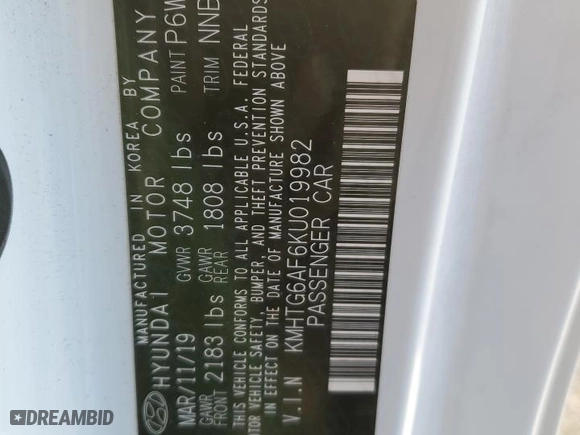 MANUFACTURED IN KOREA BY
HYUNDAI MOTOR COMPANY
MAR/11/19 GVWR 3748 lbs PAINT P6W
GAWR FRONT 2183 lbs GAWR REAR 1808 lbs TRIM NNB
THIS VEHICLE CONFORMS TO ALL APPLICABLE U.S.A. FEDERAL
MOTOR VEHICLE SAFETY, BUMPER, AND THEFT PREVENTION STANDARDS
IN EFFECT ON THE DATE OF MANUFACTURE SHOWN ABOVE
V.I.N KMHTG6AF6KU019982
PASSENGER CAR
DREAMBID